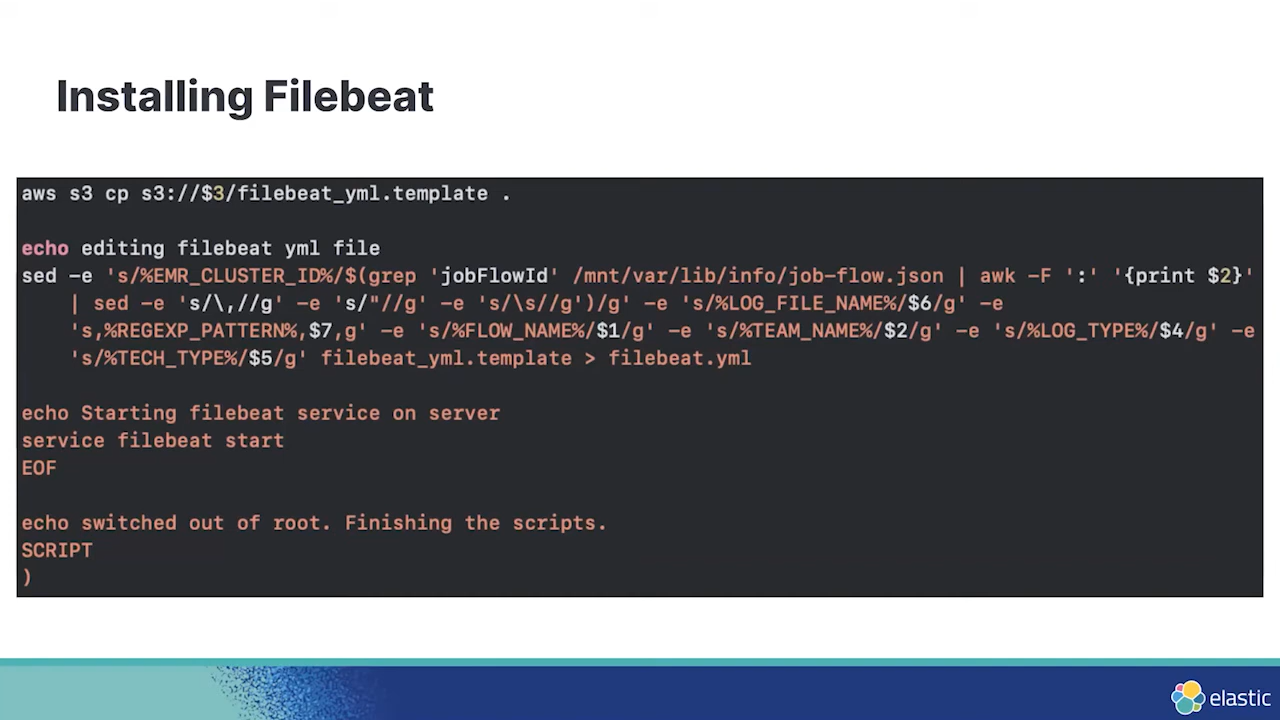 Installing Filebeat
aws s3 cp s3://$3/filebeat_yml.template .
echo editing filebeat yml file
sed -e 's/%EMR_CLUSTER_ID%/$(grep 'jobFlowId' /mnt/var/lib/info/job-flow.json | awk -F ':' '{print $2}'
| sed -e 's/\,//g' -e 's/"//g' -e 's/\s//g')/g' -e 's/%LOG_FILE_NAME%/$6/g' -e
's,%REGEXP_PATTERN%,$7,g' -e 's/%FLOW_NAME%/$1/g' -e 's/%TEAM_NAME%/$2/g' -e 's/%LOG_TYPE%/$4/g' -e
's/%TECH_TYPE%/$5/g' filebeat_yml.template > filebeat.yml
echo Starting filebeat service on server
service filebeat start
EOF
echo switched out of root. Finishing the scripts.
SCRIPT
)
elastic